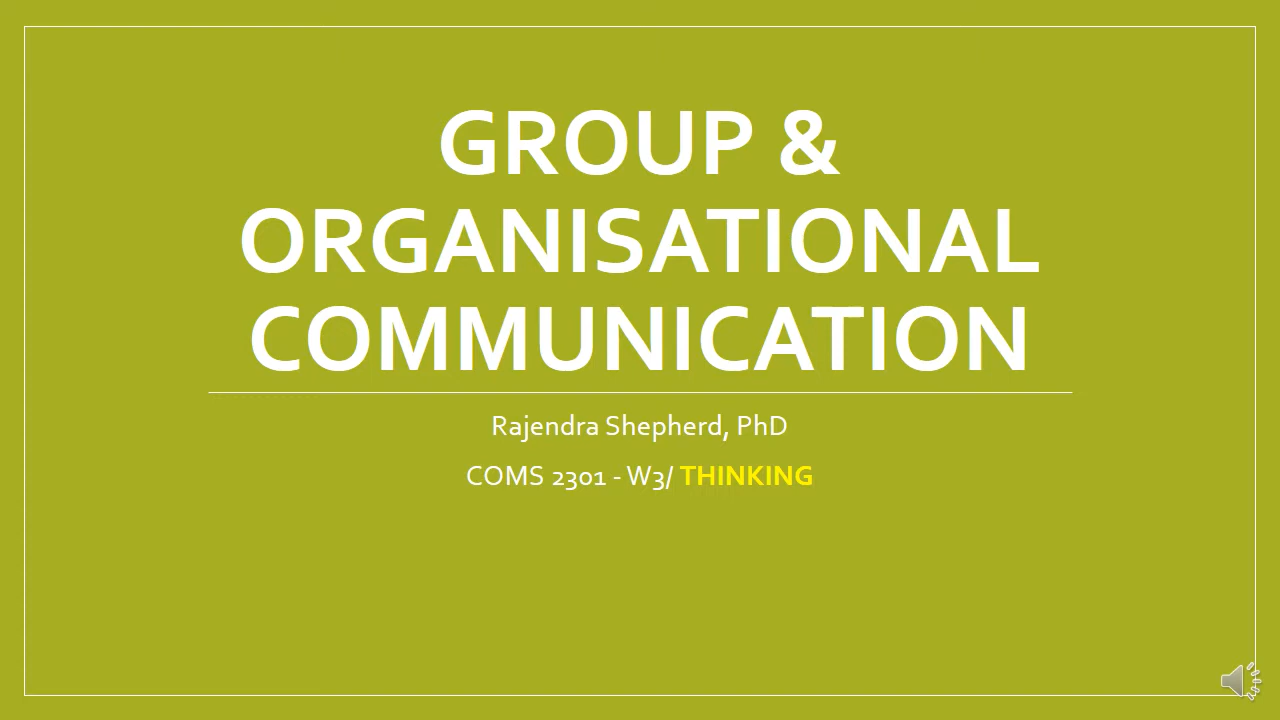 GROUP &
ORGANISATIONAL
COMMUNICATION
Rajendra Shepherd, PhD
COMS 2301 - W3/ THINKING